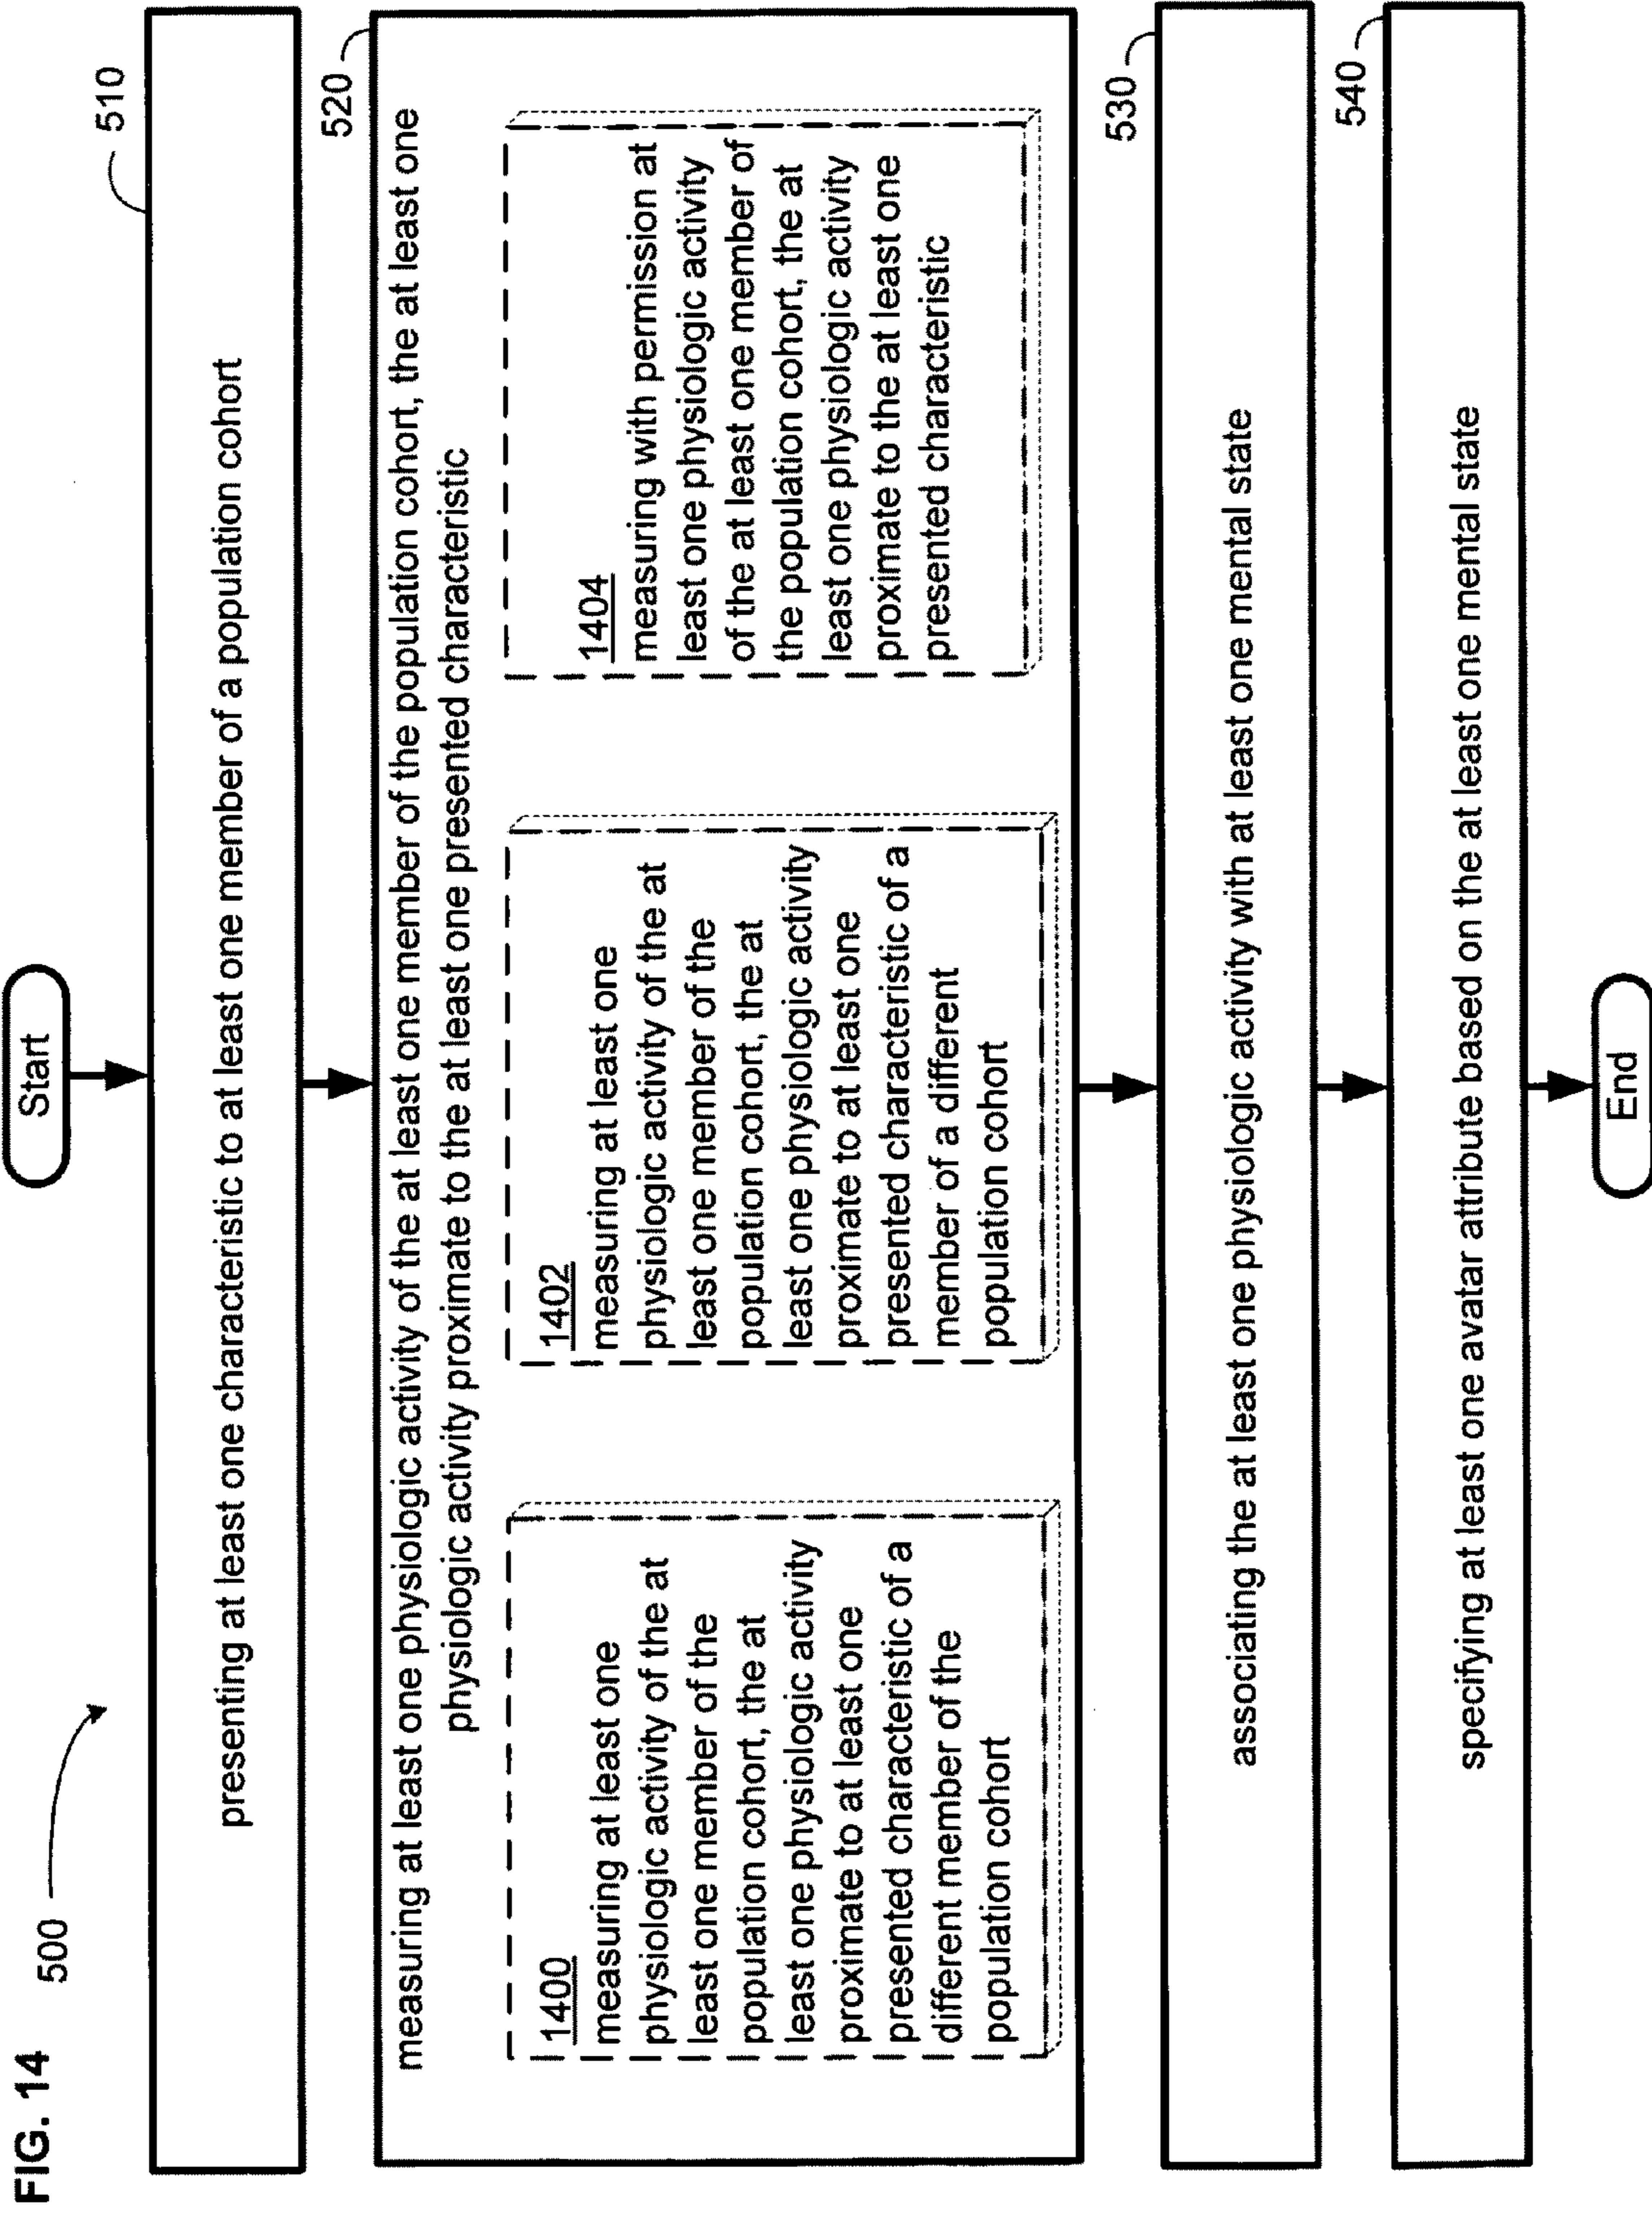 FIG. 14
500
Start
510
presenting at least one characteristic to at least one member of a population cohort
520
measuring at least one physiologic activity of the at least one member of the population cohort, the at least one
physiologic activity proximate to the at least one presented characteristic
1400
measuring at least one
physiologic activity of the at
least one member of the
population cohort, the at
least one physiologic activity
proximate to at least one
presented characteristic of a
different member of the
population cohort
1402
measuring at least one
physiologic activity of the at
least one member of the
population cohort, the at
least one physiologic activity
proximate to at least one
presented characteristic of a
member of a different
population cohort
1404
measuring with permission at
least one physiologic activity
of the at least one member of
the population cohort, the at
least one physiologic activity
proximate to the at least one
presented characteristic
530
associating the at least one physiologic activity with at least one mental state
540
specifying at least one avatar attribute based on the at least one mental state
End